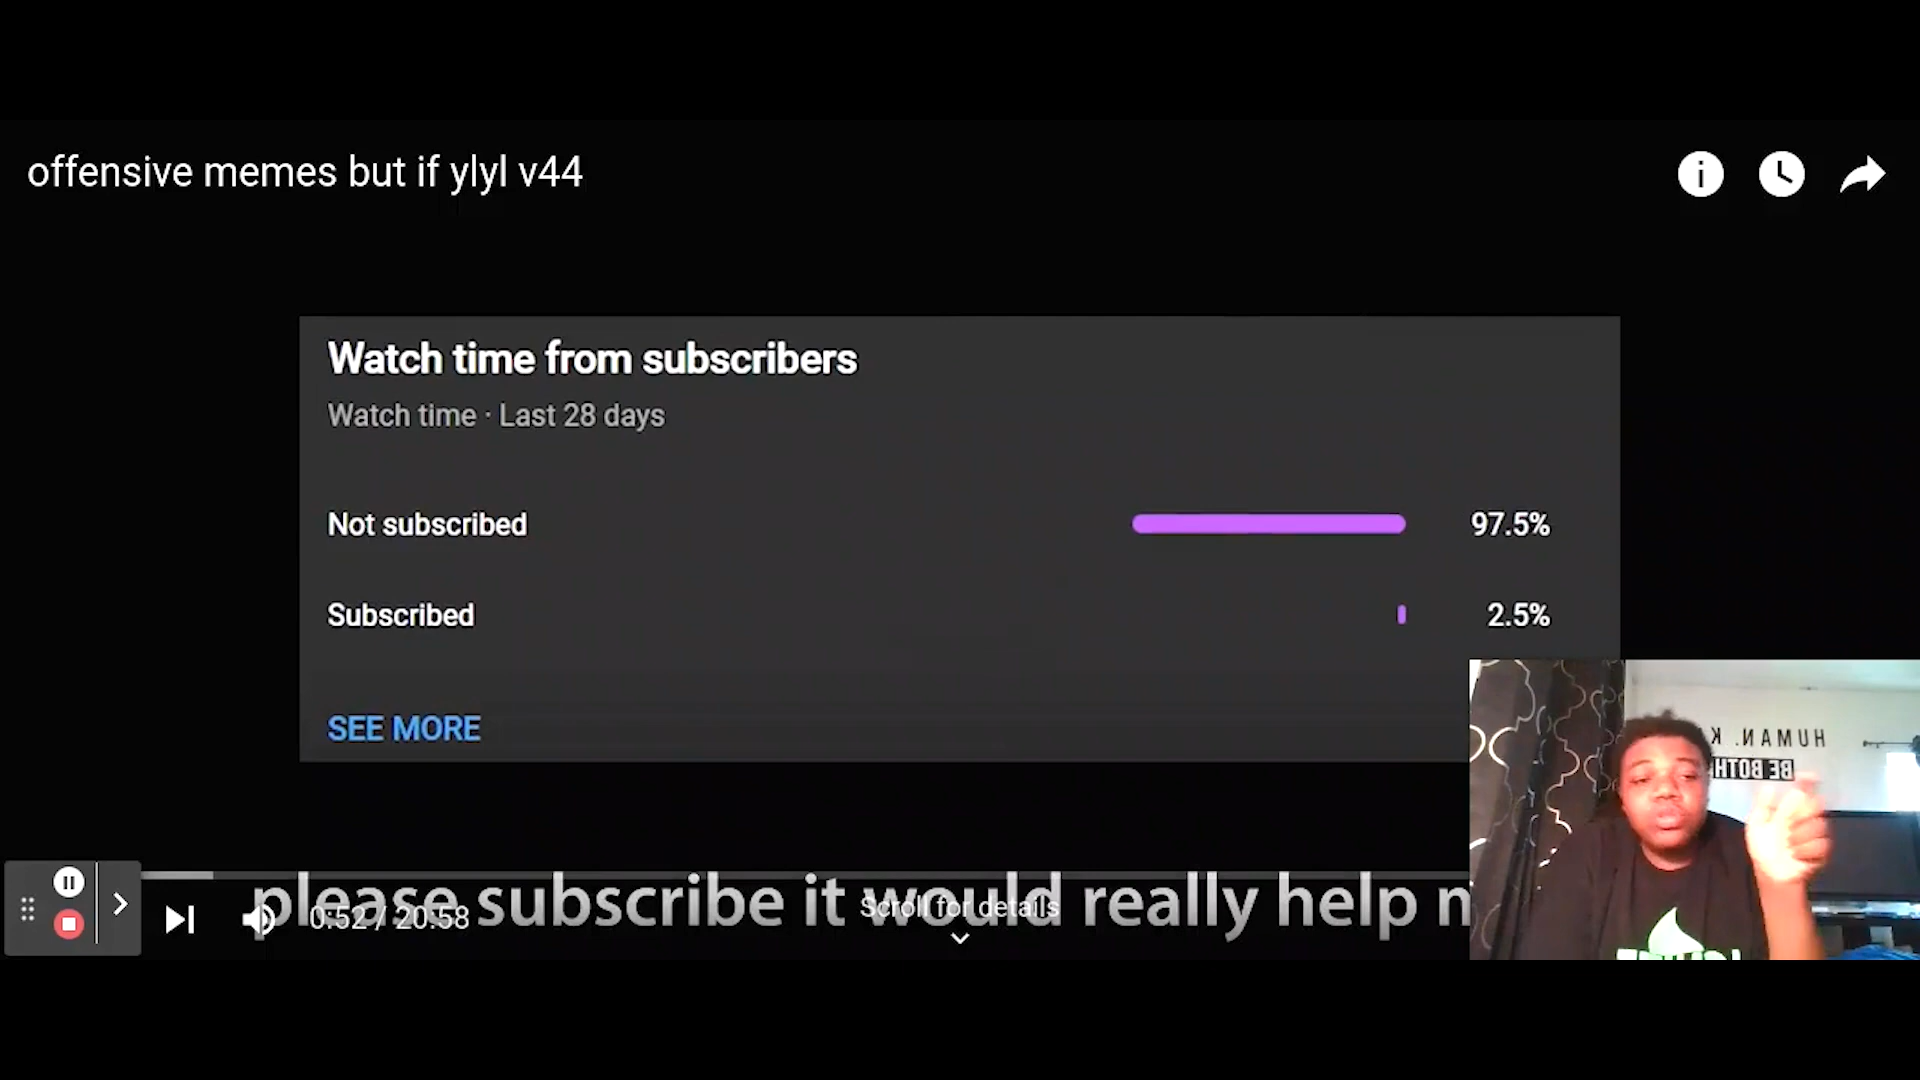 offensive memes but if ylyl v44
Watch time from subscribers
Watch time · Last 28 days
Not subscribed 97.5%
Subscribed 2.5%
SEE MORE
HUMAN. K
BE BOTH
please subscribe it would really help
0:52 / 20:58
Scroll for details